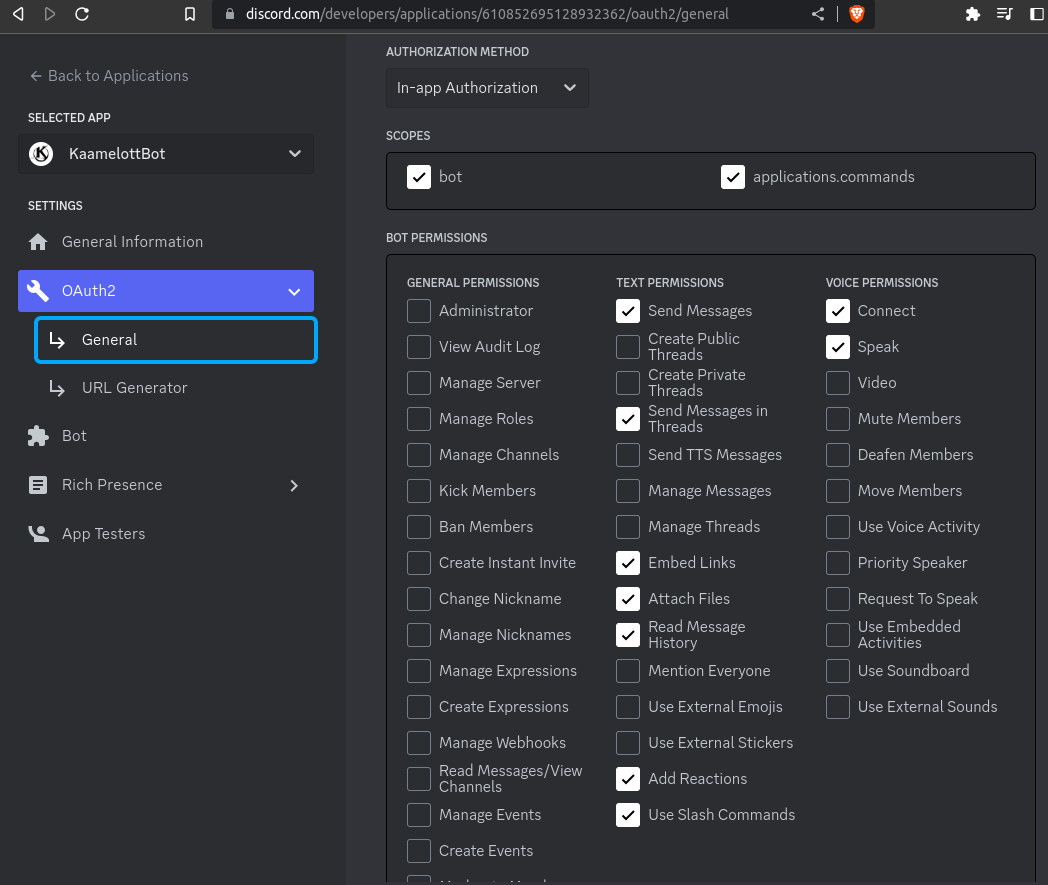 discord.com/developers/applications/610852695128932362/oauth2/general
Back to Applications
SELECTED APP
KaamelottBot
SETTINGS
General Information
OAuth2
General
URL Generator
Bot
Rich Presence
App Testers
AUTHORIZATION METHOD
In-app Authorization
SCOPES
bot
applications.commands
BOT PERMISSIONS
GENERAL PERMISSIONS
Administrator
View Audit Log
Manage Server
Manage Roles
Manage Channels
Kick Members
Ban Members
Create Instant Invite
Change Nickname
Manage Nicknames
Manage Expressions
Create Expressions
Manage Webhooks
Read Messages/View
Channels
Manage Events
Create Events
TEXT PERMISSIONS
Send Messages
Create Public
Threads
Create Private
Threads
Send Messages in
Threads
Send TTS Messages
Manage Messages
Manage Threads
Embed Links
Attach Files
Read Message
History
Mention Everyone
Use External Emojis
Use External Stickers
Add Reactions
Use Slash Commands
VOICE PERMISSIONS
Connect
Speak
Video
Mute Members
Deafen Members
Move Members
Use Voice Activity
Priority Speaker
Request To Speak
Use Embedded
Activities
Use Soundboard
Use External Sounds